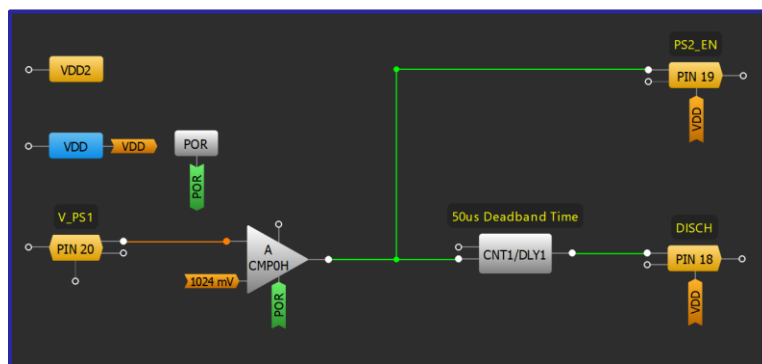 PS2_EN
VDD2
PIN 19
VDD
VDD
VDD
POR
POR
V_PS1
PIN 20
A
CMP0H
1024 mV
POR
50us Deadband Time
CNT1/DLY1
DISCH
PIN 18
VDD